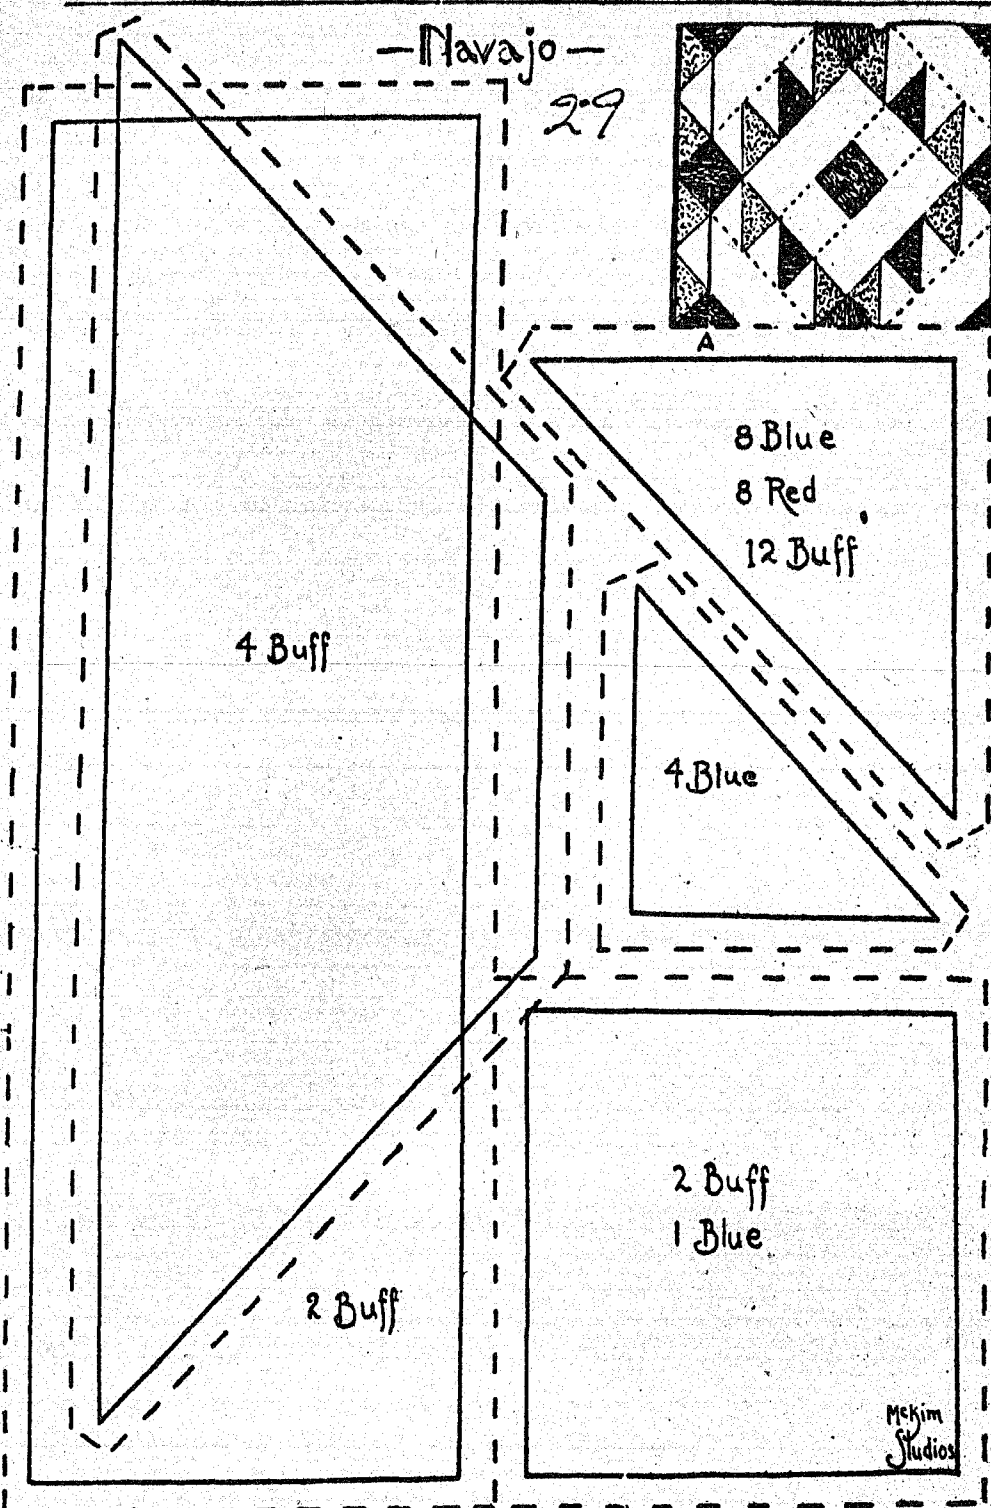 — Navajo —
29
A
8 Blue
8 Red
12 Buff
4 Buff
4 Blue
2 Buff
1 Blue
2 Buff
McKim
Studios